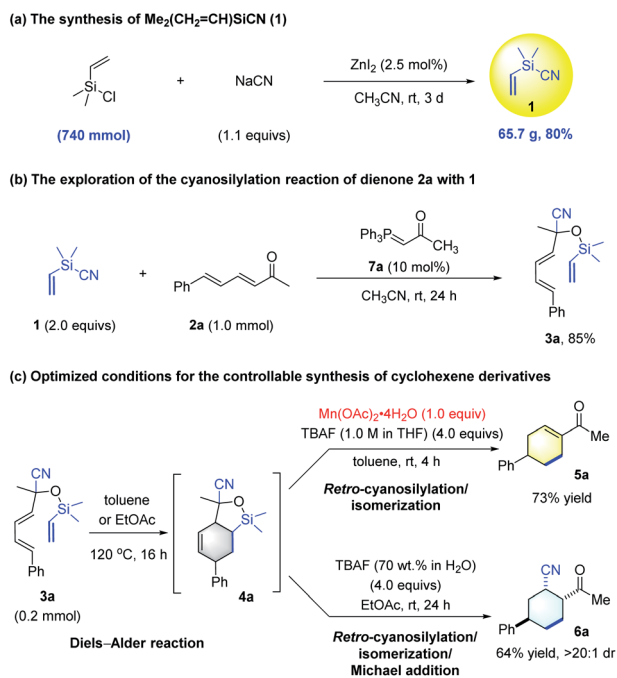 (a) The synthesis of Me₂(CH₂=CH)SiCN (1)
Si
Cl
+
NaCN
ZnI₂ (2.5 mol%)
CH₃CN, rt, 3 d
Si
CN
1
(740 mmol)
(1.1 equivs)
65.7 g, 80%
(b) The exploration of the cyanosilylation reaction of dienone 2a with 1
Si
CN
+
Ph
O
Ph₃P
O
CH₃
7a (10 mol%)
CH₃CN, rt, 24 h
CN
O
Si
Ph
1 (2.0 equivs)
2a (1.0 mmol)
3a, 85%
(c) Optimized conditions for the controllable synthesis of cyclohexene derivatives
CN
O
Si
Ph
3a
(0.2 mmol)
toluene
or EtOAc
120 °C, 16 h
Diels–Alder reaction
CN
O
Si
Ph
4a
Mn(OAc)₂•4H₂O (1.0 equiv)
TBAF (1.0 M in THF) (4.0 equivs)
toluene, rt, 4 h
Retro-cyanosilylation/
isomerization
O
Me
Ph
5a
73% yield
TBAF (70 wt.% in H₂O)
(4.0 equivs)
EtOAc, rt, 24 h
Retro-cyanosilylation/
isomerization/
Michael addition
CN
O
Me
Ph
6a
64% yield, >20:1 dr